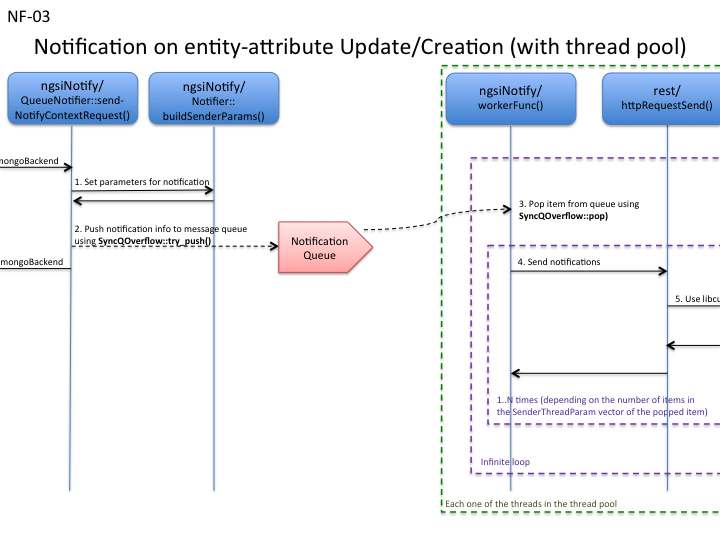 NF-03
Notification on entity-attribute Update/Creation (with thread pool)
ngsiNotify/
QueueNotifier::send-
NotifyContextRequest()
ngsiNotify/
Notifier::
buildSenderParams()
ngsiNotify/
workerFunc()
rest/
httpRequestSend()
mongoBackend
1. Set parameters for notification
2. Push notification info to message queue
using SyncQOverflow::try_push()
mongoBackend
Notification
Queue
3. Pop item from queue using
SyncQOverflow::pop)
4. Send notifications
5. Use libcu
1..N times (depending on the number of items in
the SenderThreadParam vector of the popped item)
Infinite loop
Each one of the threads in the thread pool